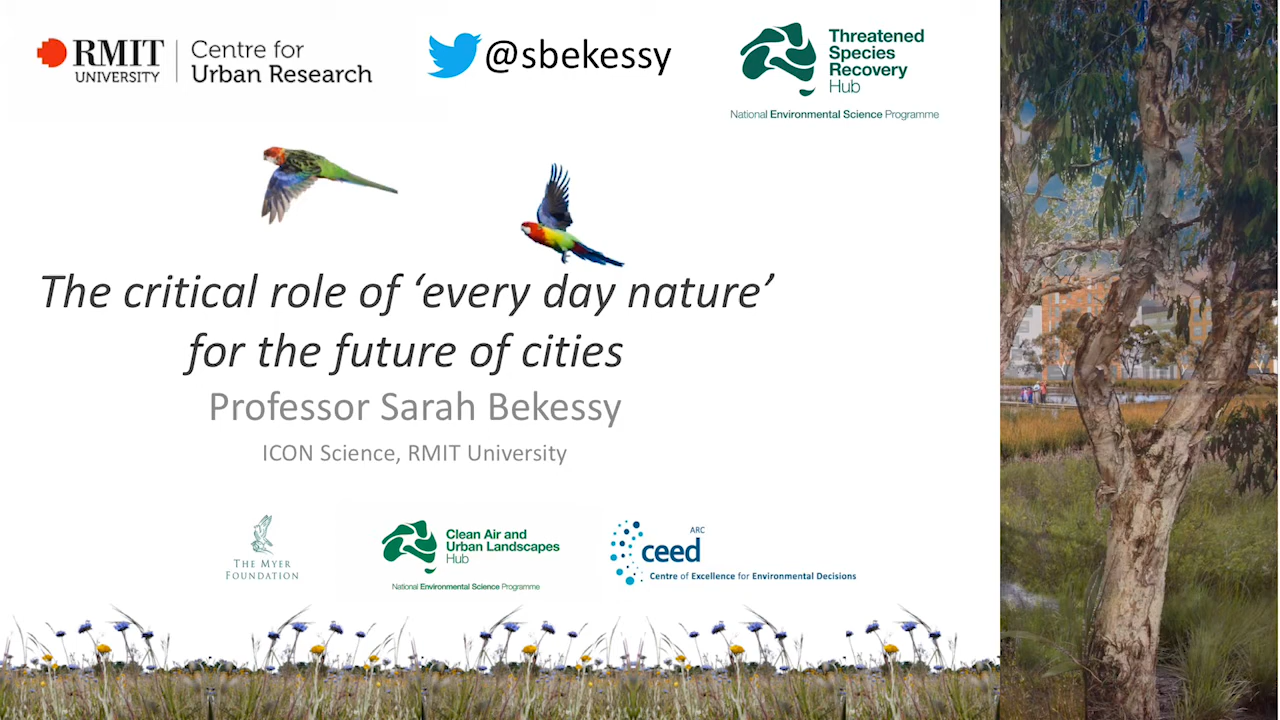 RMIT
UNIVERSITY
Centre for
Urban Research
@sbekessy
Threatened
Species
Recovery
Hub
National Environmental Science Programme
The critical role of ‘every day nature’
for the future of cities
Professor Sarah Bekessy
ICON Science, RMIT University
THE MYER
FOUNDATION
Clean Air and
Urban Landscapes
Hub
National Environmental Science Programme
ARC
ceed
Centre of Excellence for Environmental Decisions